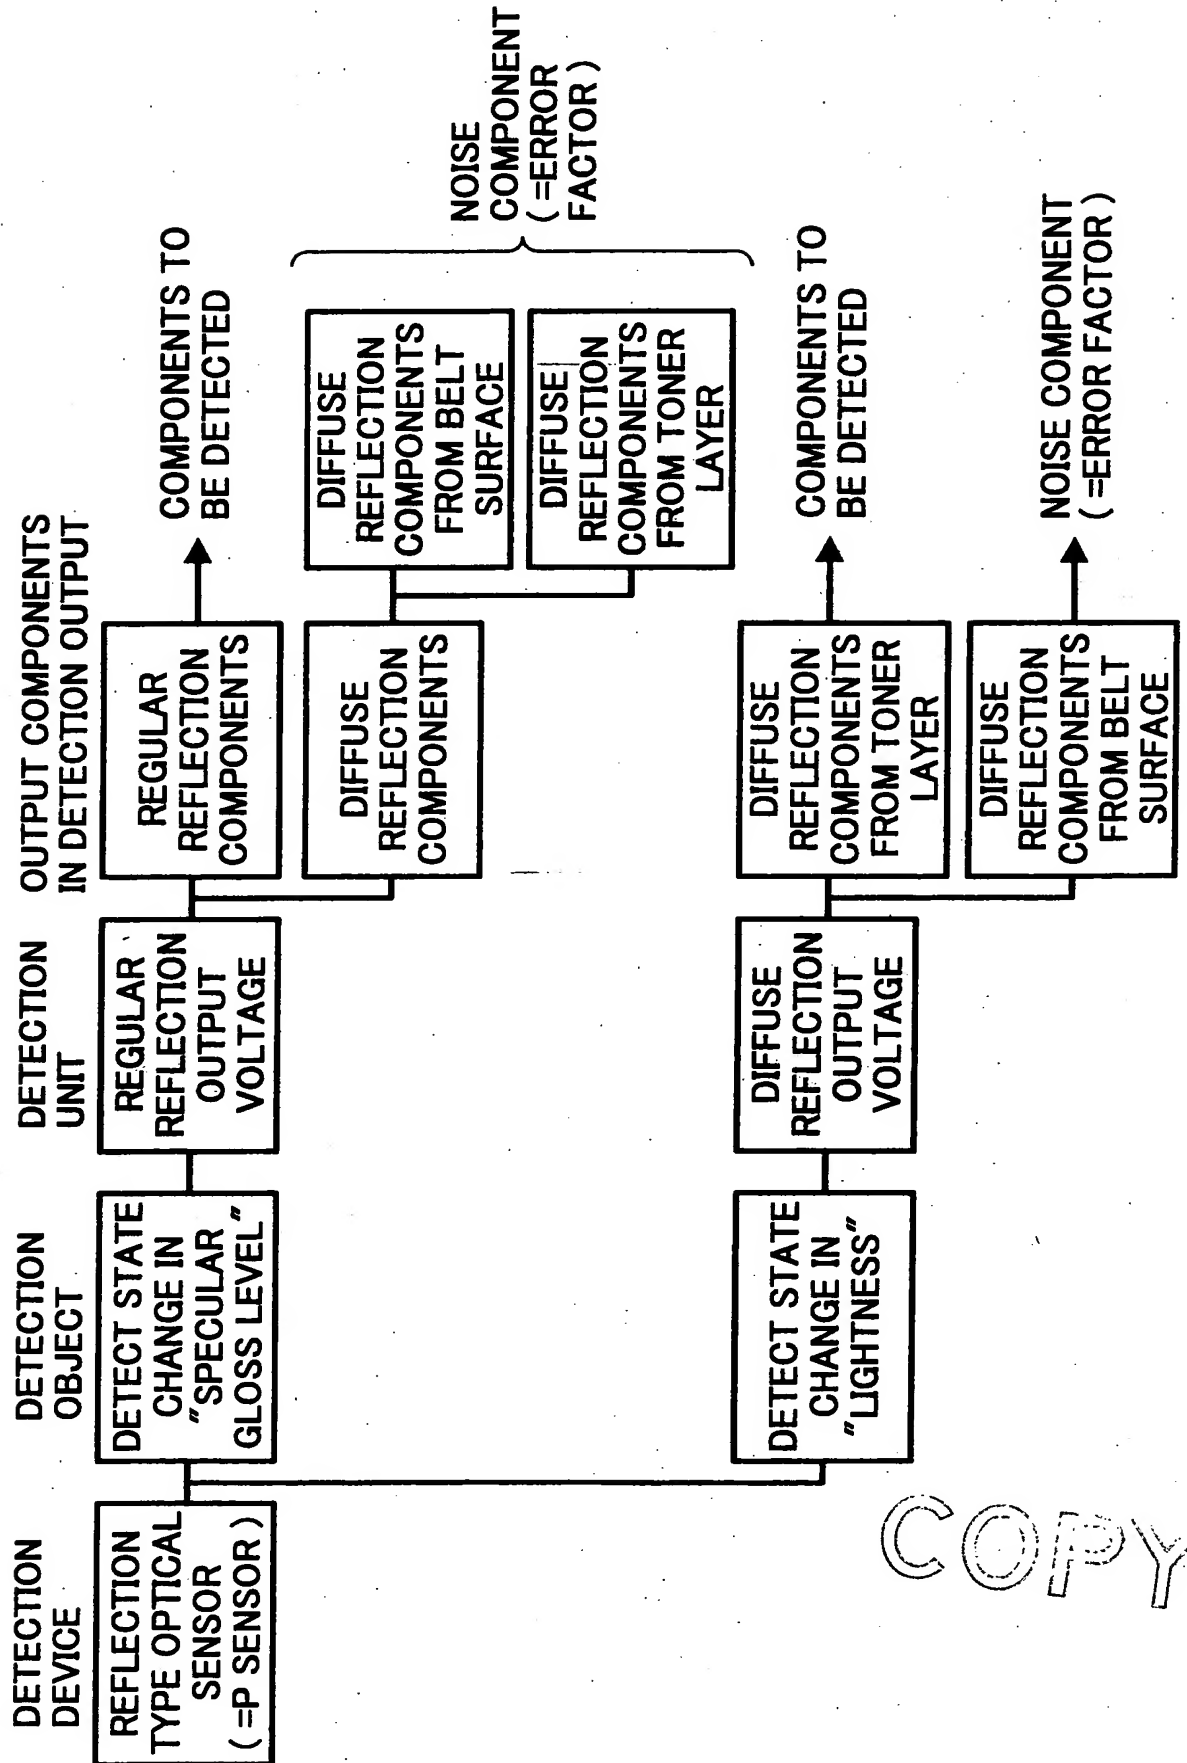 DETECTION
DEVICE
DETECTION
OBJECT
DETECTION
UNIT
OUTPUT COMPONENTS
IN DETECTION OUTPUT
REFLECTION
TYPE OPTICAL
SENSOR
(=P SENSOR)
DETECT STATE
CHANGE IN
"SPECULAR
GLOSS LEVEL"
REGULAR
REFLECTION
OUTPUT
VOLTAGE
REGULAR
REFLECTION
COMPONENTS
COMPONENTS TO
BE DETECTED
DIFFUSE
REFLECTION
COMPONENTS
DIFFUSE
REFLECTION
COMPONENTS
FROM BELT
SURFACE
DIFFUSE
REFLECTION
COMPONENTS
FROM TONER
LAYER
NOISE
COMPONENT
(=ERROR
FACTOR)
DETECT STATE
CHANGE IN
"LIGHTNESS"
DIFFUSE
REFLECTION
OUTPUT
VOLTAGE
DIFFUSE
REFLECTION
COMPONENTS
FROM TONER
LAYER
COMPONENTS TO
BE DETECTED
DIFFUSE
REFLECTION
COMPONENTS
FROM BELT
SURFACE
NOISE COMPONENT
(=ERROR FACTOR)
COPY